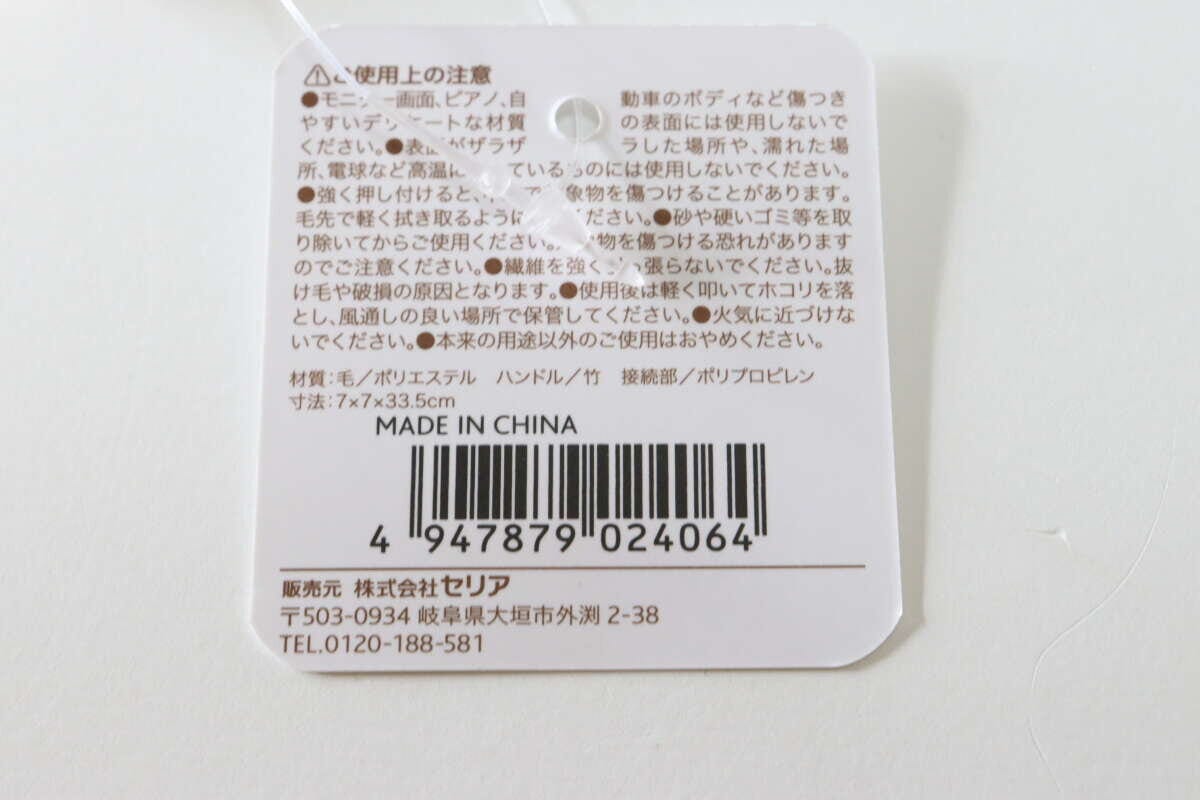 ご使用上の注意
●モニター画面、ピアノ、自動車のボディなど傷つき
やすいデリケートな材質の表面には使用しないで
ください。●表面がザラザラした場所や、濡れた場
所、電球など高温に ているものには使用しないでください。
●強く押し付けると、 で 象物を傷つけることがあります。
毛先で軽く拭き取るように ください。●砂や硬いゴミ等を取
り除いてからご使用ください。 物を傷つける恐れがあります
のでご注意ください。●繊維を強く引っ張らないでください。抜
け毛や破損の原因となります。●使用後は軽く叩いてホコリを落
とし、風通しの良い場所で保管してください。●火気に近づけな
いでください。●本来の用途以外のご使用はおやめください。
材質:毛/ポリエステル ハンドル/竹 接続部/ポリプロピレン
寸法:7×7×33.5cm
MADE IN CHINA
4 947879 024064
販売元 株式会社セリア
〒503-0934 岐阜県大垣市外渕 2-38
TEL.0120-188-581